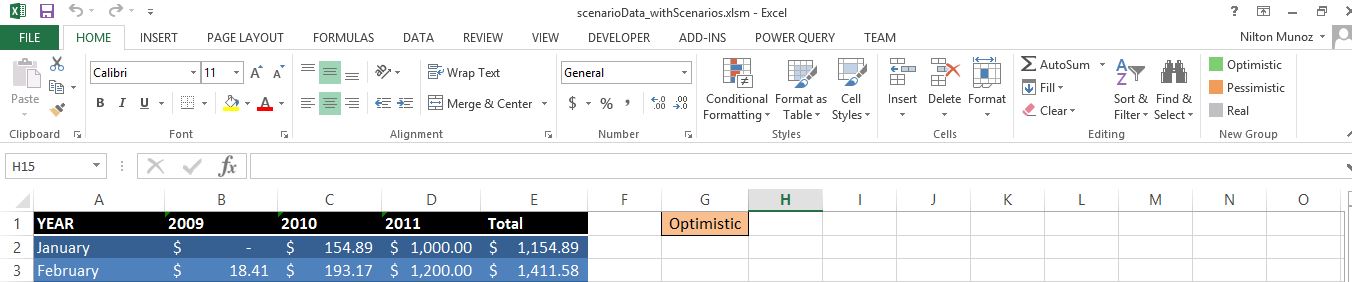 scenarioData_withScenarios.xlsm - Excel
?
FILE HOME INSERT PAGE LAYOUT FORMULAS DATA REVIEW VIEW DEVELOPER ADD-INS POWER QUERY TEAM Nilton Munoz
Paste
Clipboard
Calibri 11 A A
B I U A
Font
Wrap Text
Merge & Center
Alignment
General
$ % , .0 .00 .00 .0
Number
Conditional Formatting
Format as Table
Cell Styles
Styles
Insert Delete Format
Cells
AutoSum
Fill
Clear
Sort & Filter
Find & Select
Editing
Optimistic
Pessimistic
Real
New Group
H15 fx
A B C D E F G H I J K L M N O
1 YEAR 2009 2010 2011 Total Optimistic
2 January $ - $ 154.89 $ 1,000.00 $ 1,154.89
3 February $ 18.41 $ 193.17 $ 1,200.00 $ 1,411.58